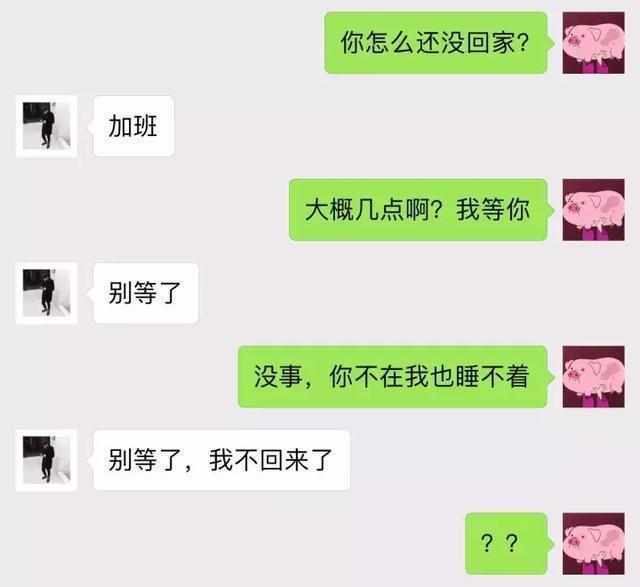 你怎么还没回家?
加班
大概几点啊?我等你
别等了
没事，你不在我也睡不着
别等了，我不回来了
？？